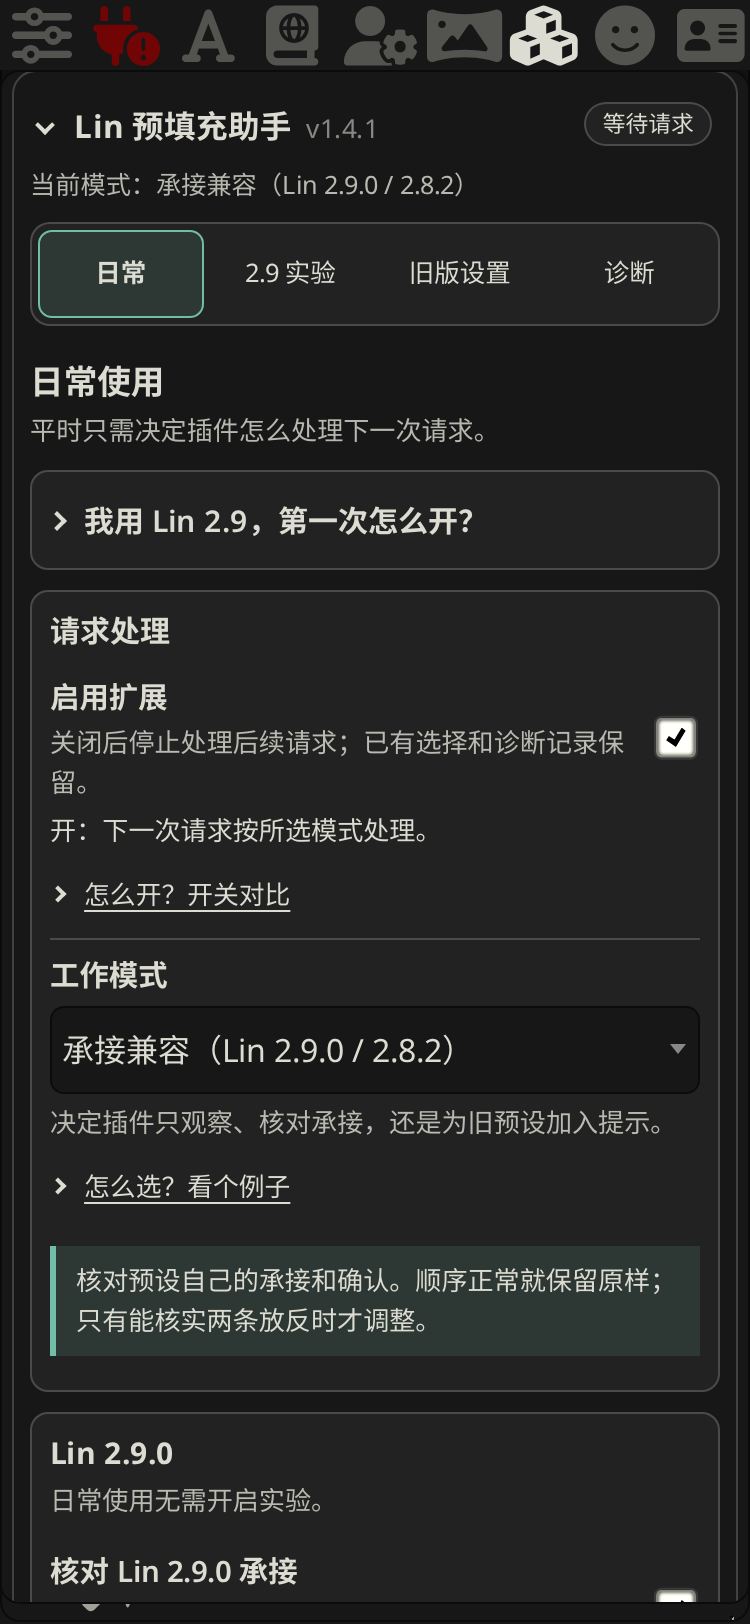 Lin 预填充助手 v1.4.1
等待请求
当前模式：承接兼容（Lin 2.9.0 / 2.8.2）
日常
2.9 实验
旧版设置
诊断
日常使用
平时只需决定插件怎么处理下一次请求。
我用 Lin 2.9，第一次怎么开？
请求处理
启用扩展
关闭后停止处理后续请求；已有选择和诊断记录保
留。
开：下一次请求按所选模式处理。
怎么开？开关对比
工作模式
承接兼容（Lin 2.9.0 / 2.8.2）
决定插件只观察、核对承接，还是为旧预设加入提示。
怎么选？看个例子
核对预设自己的承接和确认。顺序正常就保留原样；
只有能核实两条放反时才调整。
Lin 2.9.0
日常使用无需开启实验。
核对 Lin 2.9.0 承接